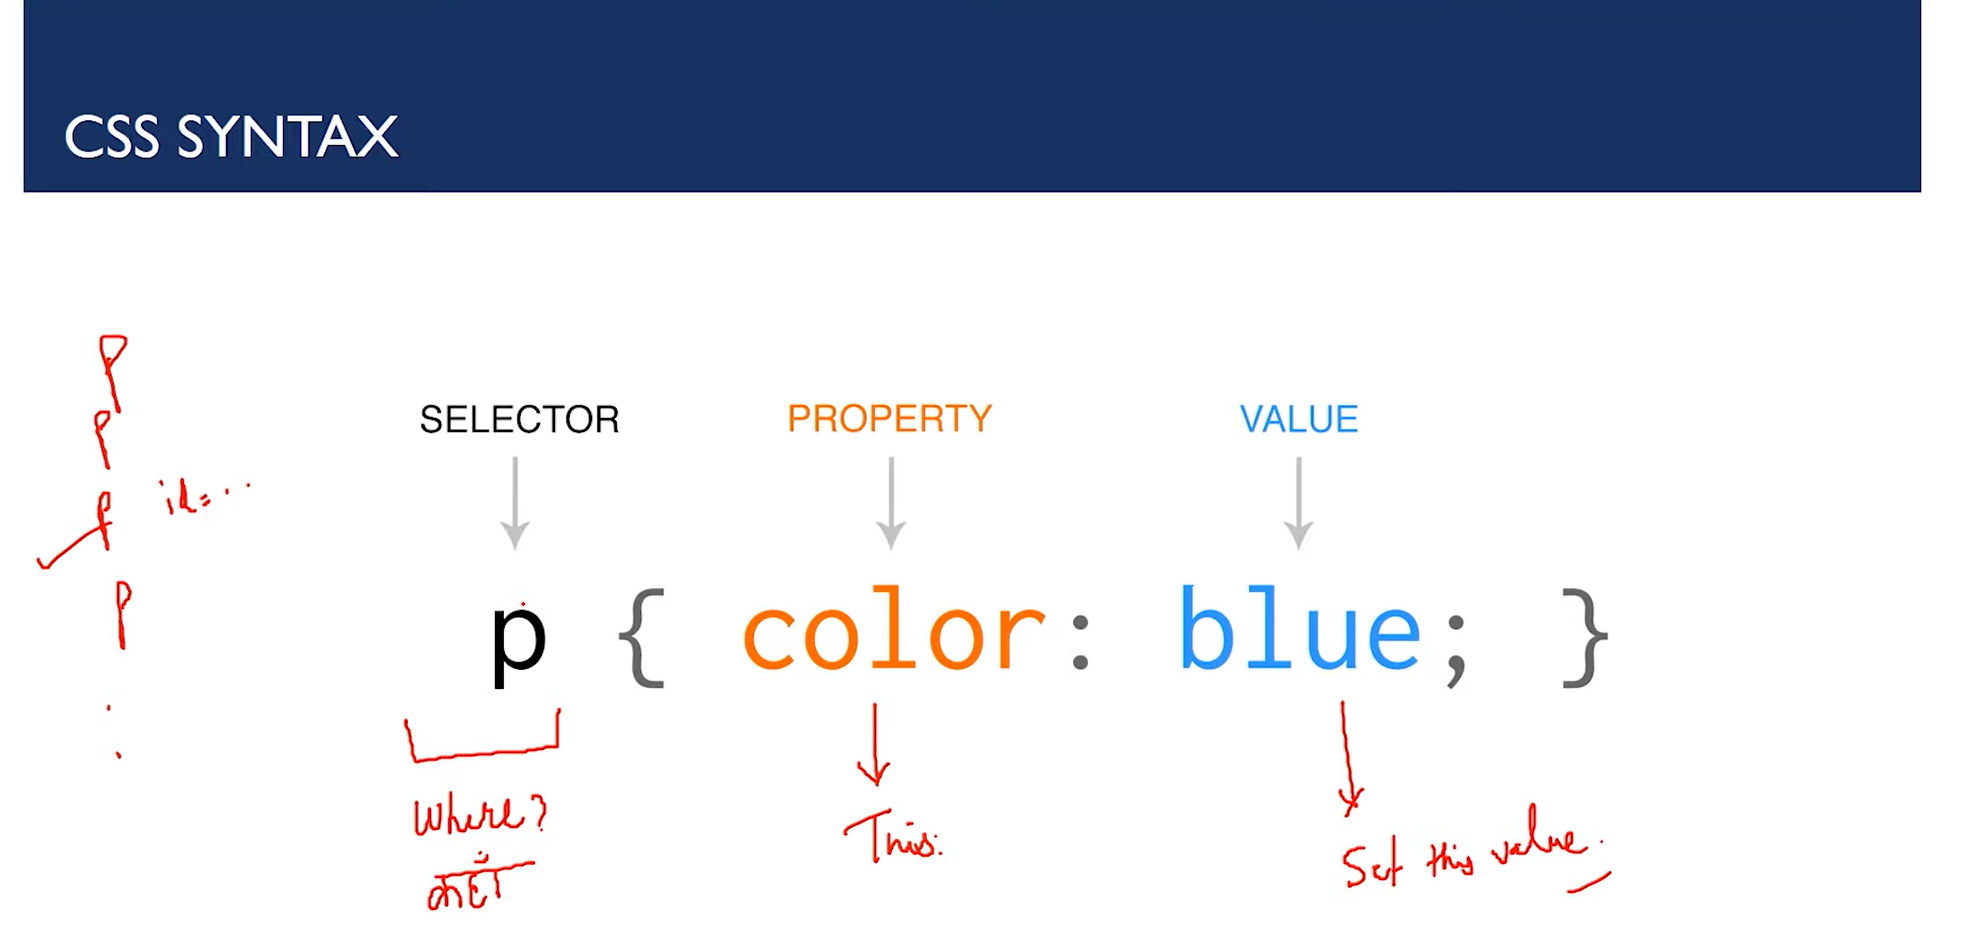 CSS SYNTAX
P
P
P id=...
P
.
.
SELECTOR PROPERTY VALUE
p { color: blue; }
Where? This. Set this value.
कहाँ